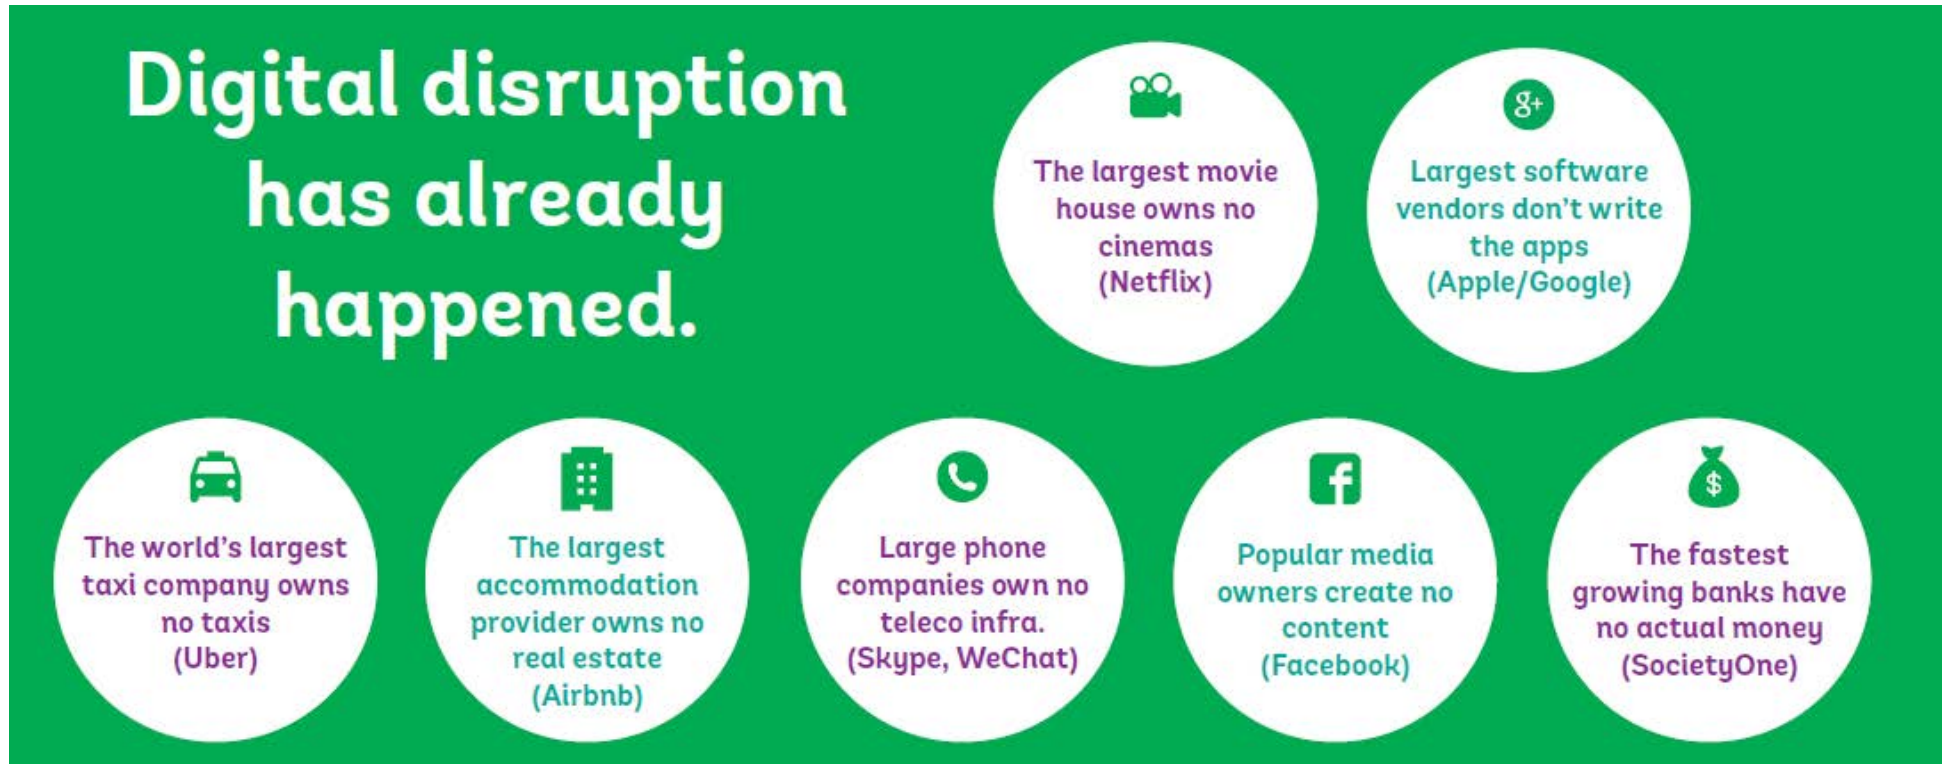 Digital disruption
has already
happened.
The largest movie
house owns no
cinemas
(Netflix)
g+
Largest software
vendors don't write
the apps
(Apple/Google)
The world's largest
taxi company owns
no taxis
(Uber)
The largest
accommodation
provider owns no
real estate
(Airbnb)
Large phone
companies own no
teleco infra.
(Skype, WeChat)
f
Popular media
owners create no
content
(Facebook)
$
The fastest
growing banks have
no actual money
(SocietyOne)